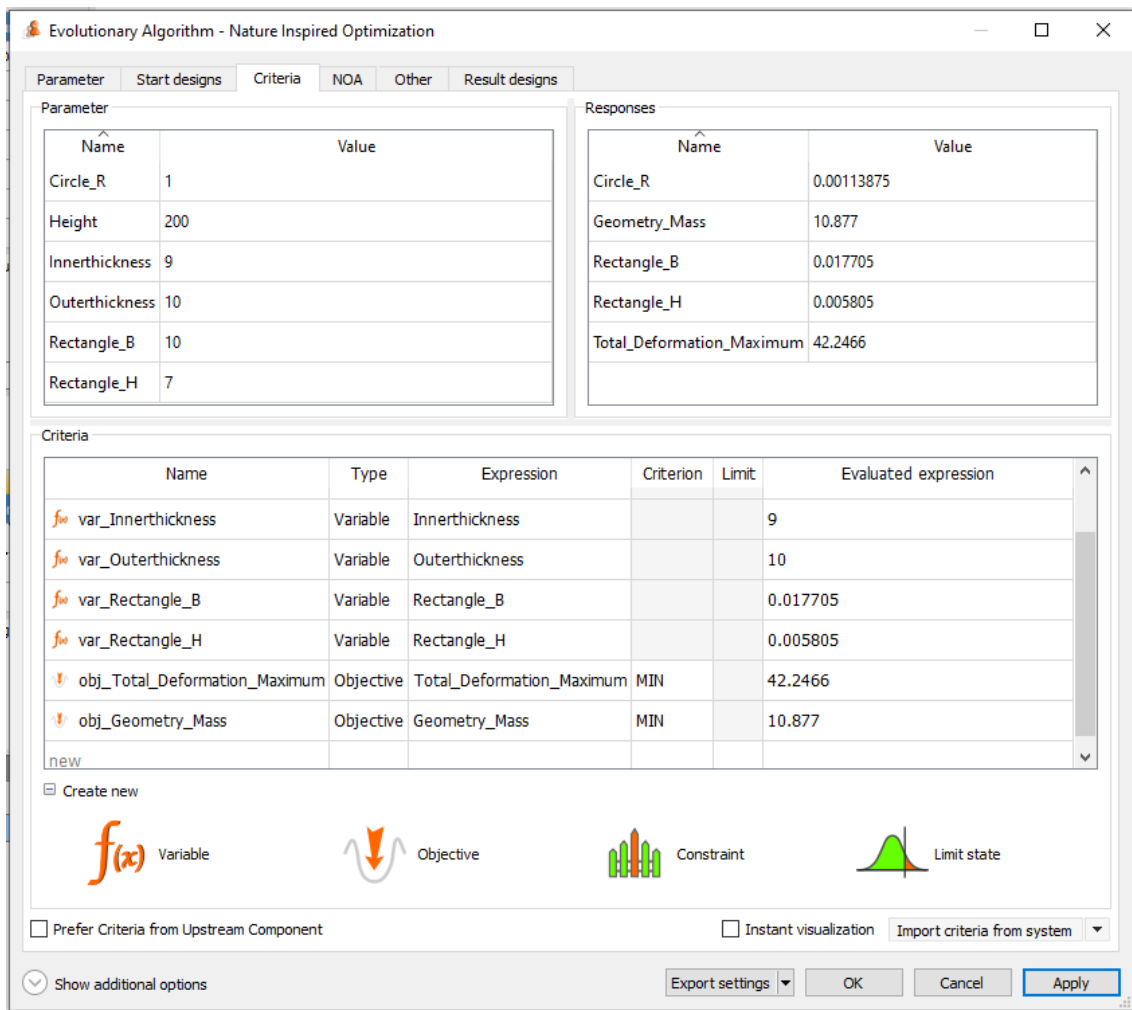 Evolutionary Algorithm - Nature Inspired Optimization
Parameter Start designs Criteria NOA Other Result designs
Parameter
Name Value
Circle_R 1
Height 200
Innerthickness 9
Outerthickness 10
Rectangle_B 10
Rectangle_H 7
Responses
Name Value
Circle_R 0.00113875
Geometry_Mass 10.877
Rectangle_B 0.017705
Rectangle_H 0.005805
Total_Deformation_Maximum 42.2466
Criteria
Name Type Expression Criterion Limit Evaluated expression
f(x) var_Innerthickness Variable Innerthickness 9
f(x) var_Outerthickness Variable Outerthickness 10
f(x) var_Rectangle_B Variable Rectangle_B 0.017705
f(x) var_Rectangle_H Variable Rectangle_H 0.005805
obj_Total_Deformation_Maximum Objective Total_Deformation_Maximum MIN 42.2466
obj_Geometry_Mass Objective Geometry_Mass MIN 10.877
new
Create new
f(x) Variable Objective Constraint Limit state
Prefer Criteria from Upstream Component Instant visualization Import criteria from system
Show additional options Export settings OK Cancel Apply